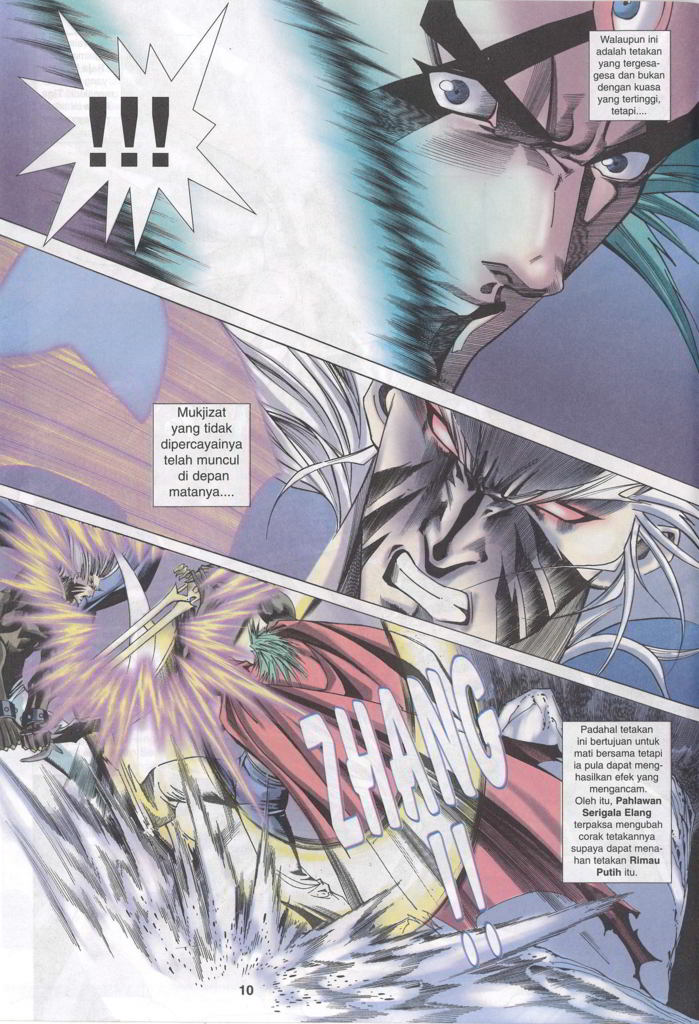 Walaupun ini
adalah tetakan
yang tergesa-
gesa dan bukan
dengan kuasa
yang tertinggi,
tetapi....
!!!
Mukjizat
yang tidak
dipercayainya
telah muncul
di depan
matanya....
ZHANG
!!
Padahal tetakan
ini bertujuan untuk
mati bersama tetapi
ia pula dapat meng-
hasilkan efek yang
mengancam.
Oleh itu, Pahlawan
Serigala Elang
terpaksa mengubah
corak tetakannya
supaya dapat mena-
han tetakan Rimau
Putih itu.
10